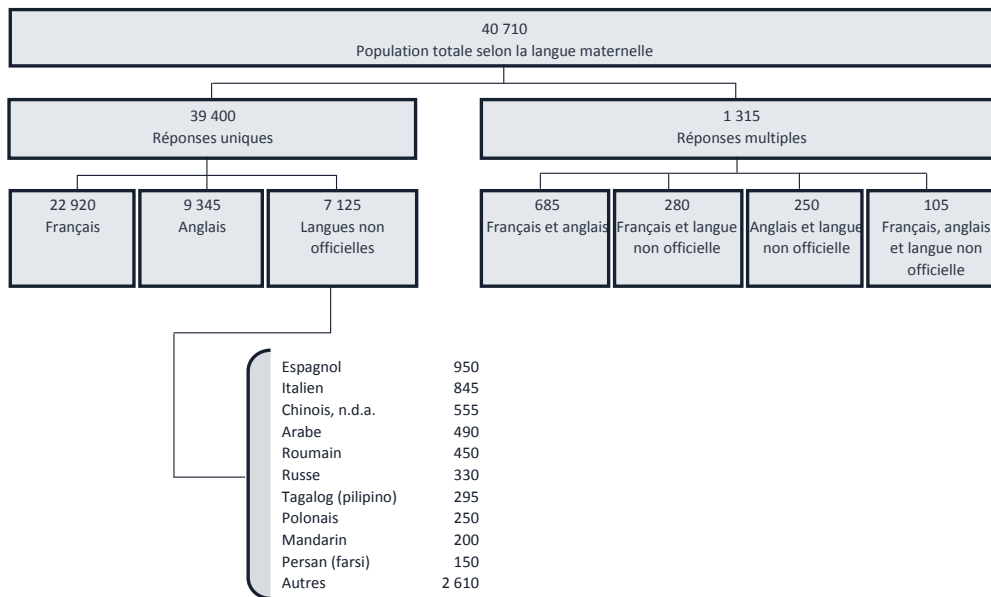 40 710
Population totale selon la langue maternelle
39 400
Réponses uniques
1 315
Réponses multiples
22 920
Français
9 345
Anglais
7 125
Langues non
officielles
685
Français et anglais
280
Français et langue
non officielle
250
Anglais et langue
non officielle
105
Français, anglais
et langue non
officielle
Espagnol 950
Italien 845
Chinois, n.d.a. 555
Arabe 490
Roumain 450
Russe 330
Tagalog (pilipino) 295
Polonais 250
Mandarin 200
Persan (farsi) 150
Autres 2 610